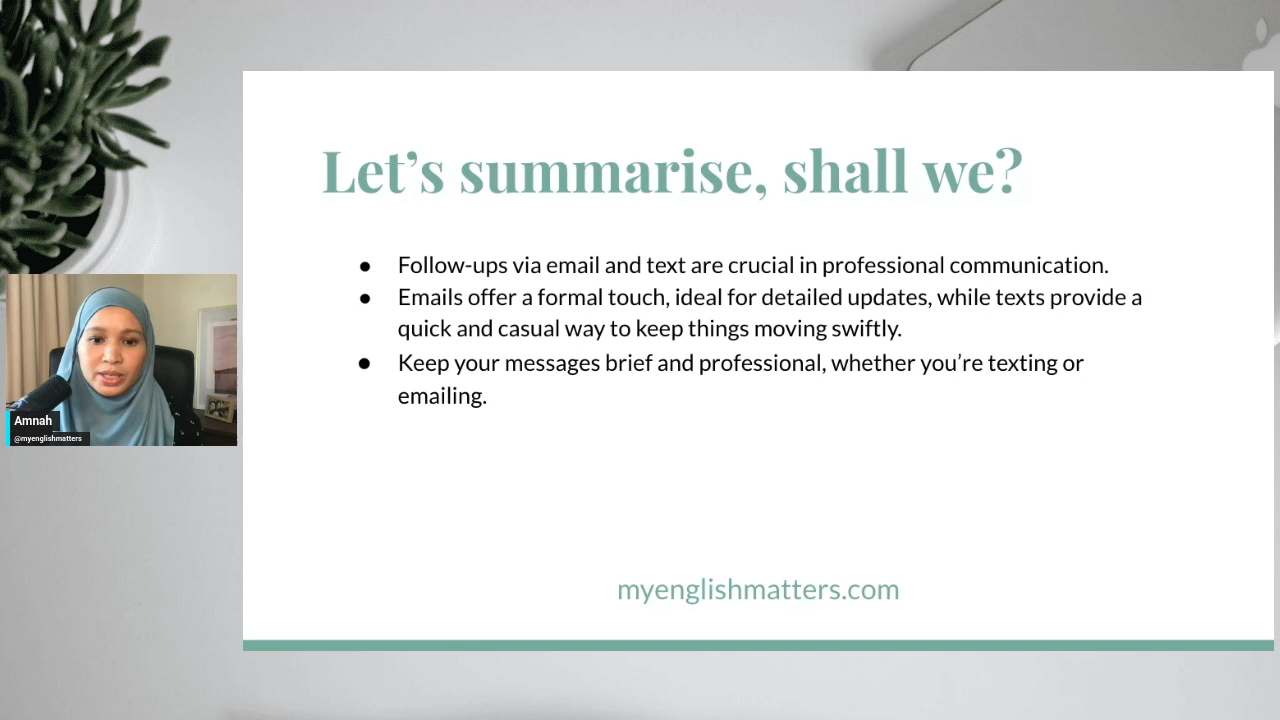 Let's summarise, shall we?
● Follow-ups via email and text are crucial in professional communication.
● Emails offer a formal touch, ideal for detailed updates, while texts provide a
quick and casual way to keep things moving swiftly.
● Keep your messages brief and professional, whether you're texting or
emailing.
Amnah
@myenglishmatters
myenglishmatters.com